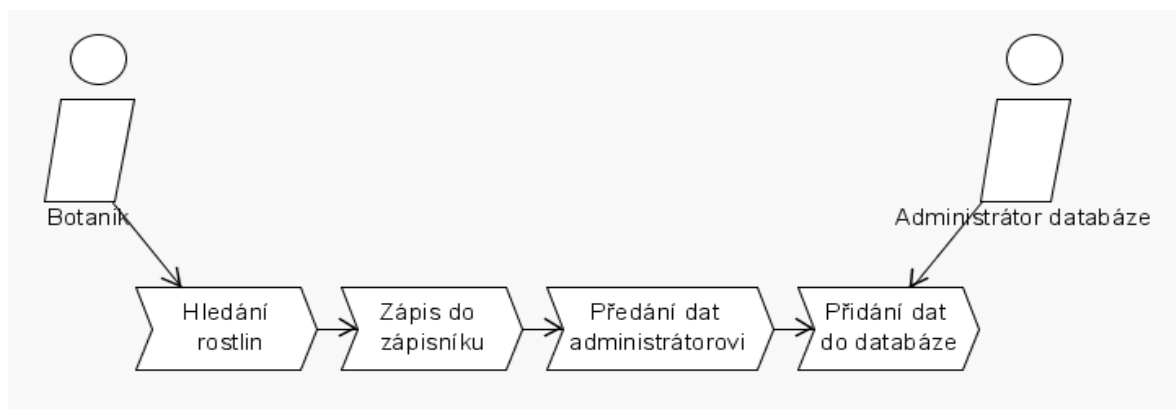 Botanik
Administrátor databáze
Hledání
rostlin
Zápis do
zápisníku
Předání dat
administrátorovi
Přidání dat
do databáze